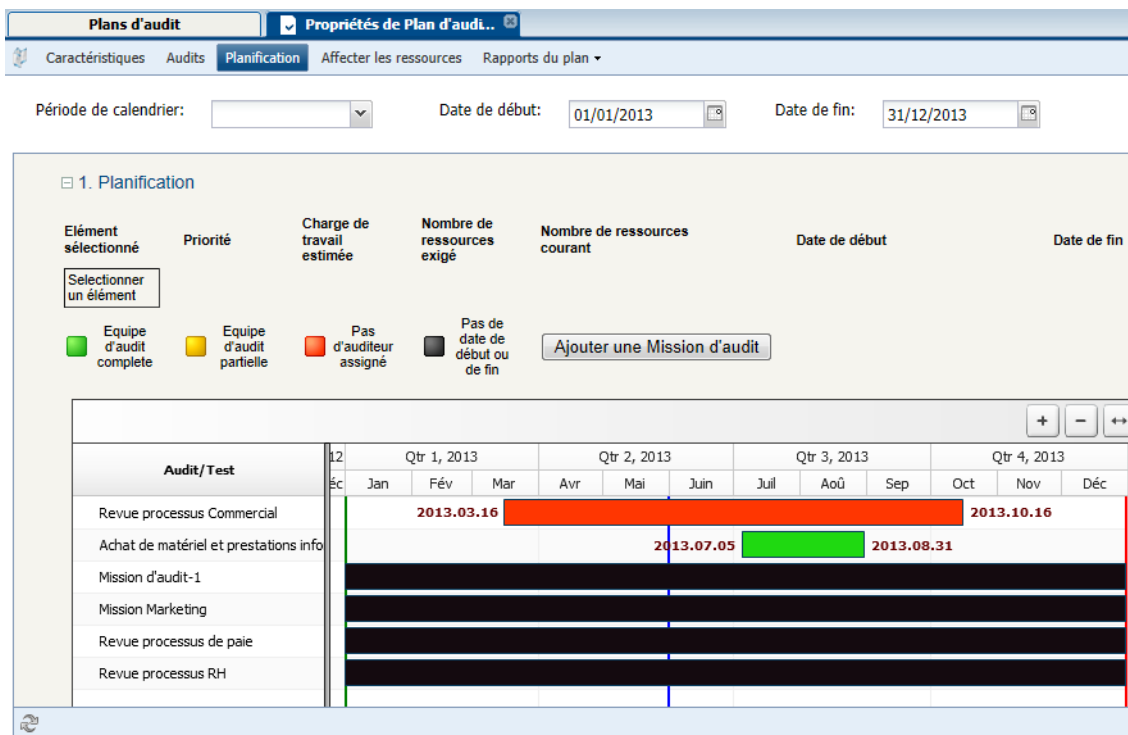 Plans d'audit
Propriétés de Plan d'audi...
Caractéristiques Audits Planification Affecter les ressources Rapports du plan
Période de calendrier: Date de début: 01/01/2013 Date de fin: 31/12/2013
1. Planification
Elément sélectionné
Priorité
Charge de travail estimée
Nombre de ressources exigé
Nombre de ressources courant
Date de début
Date de fin
Selectionner un élément
Equipe d'audit complete
Equipe d'audit partielle
Pas d'auditeur assigné
Pas de date de début ou de fin
Ajouter une Mission d'audit
Audit/Test
12 Qtr 1, 2013 Qtr 2, 2013 Qtr 3, 2013 Qtr 4, 2013
éc Jan Fév Mar Avr Mai Juin Juil Aoû Sep Oct Nov Déc
Revue processus Commercial 2013.03.16 2013.10.16
Achat de matériel et prestations info 2013.07.05 2013.08.31
Mission d'audit-1
Mission Marketing
Revue processus de paie
Revue processus RH